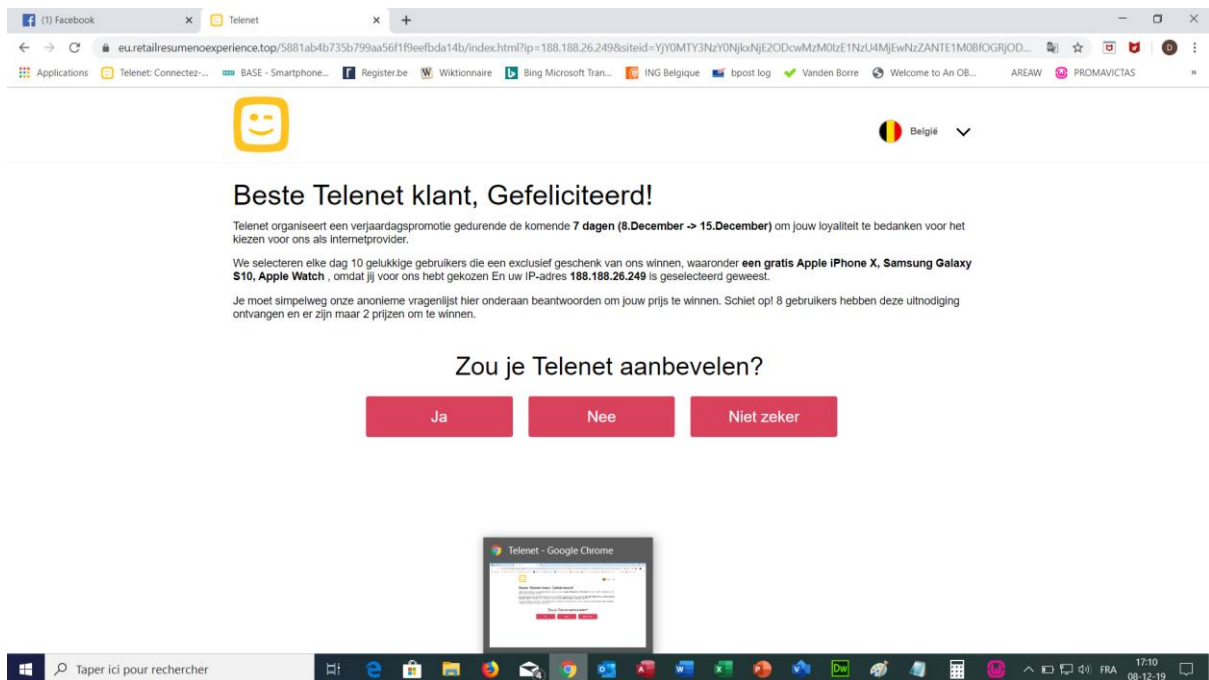 (1) Facebook
Telenet
eu.retailresumenoexperience.top/5881ab4b735b799aa56f1f9eefbda14b/index.html?ip=188.188.26.249&siteid=YjY0MTY3NzY0NjkxNjE2ODcwMzM0IzE1NzU4MjEwNzZANTE1M0BfOGRjOD...
Applications
Telenet: Connectez-...
BASE - Smartphone...
Register.be
Wiktionnaire
Bing Microsoft Tran...
ING Belgique
bpost log
Vanden Borre
Welcome to An OB...
AREAW
PROMAVICTAS
België
Beste Telenet klant, Gefeliciteerd!
Telenet organiseert een verjaardagspromotie gedurende de komende 7 dagen (8.December -> 15.December) om jouw loyaliteit te bedanken voor het
kiezen voor ons als internetprovider.
We selecteren elke dag 10 gelukkige gebruikers die een exclusief geschenk van ons winnen, waaronder een gratis Apple iPhone X, Samsung Galaxy
S10, Apple Watch , omdat jij voor ons hebt gekozen En uw IP-adres 188.188.26.249 is geselecteerd geweest.
Je moet simpelweg onze anonieme vragenlijst hier onderaan beantwoorden om jouw prijs te winnen. Schiet op! 8 gebruikers hebben deze uitnodiging
ontvangen en er zijn maar 2 prijzen om te winnen.
Zou je Telenet aanbevelen?
Ja
Nee
Niet zeker
Telenet - Google Chrome
Taper ici pour rechercher
FRA
17:10
08-12-19